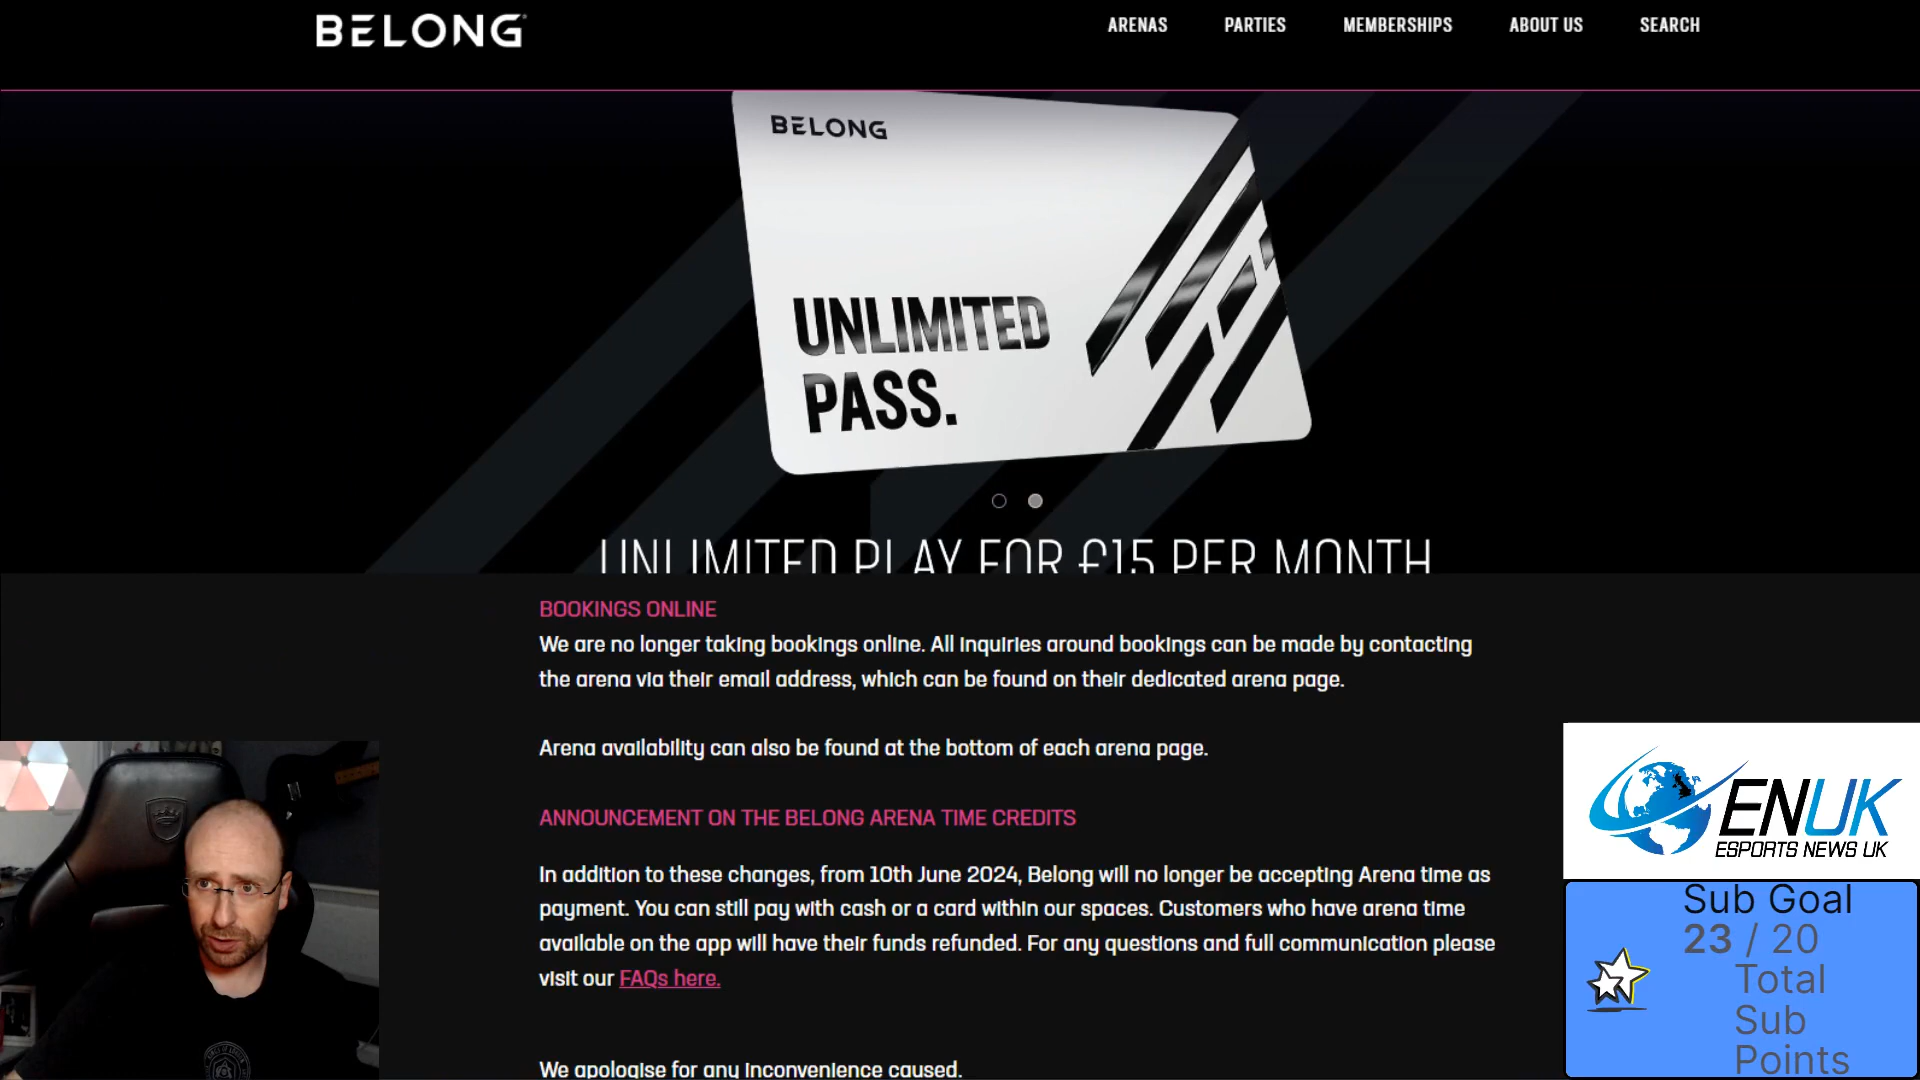 BELONG
ARENAS
PARTIES
MEMBERSHIPS
ABOUT US
SEARCH
BELONG
UNLIMITED
PASS.
UNLIMITED PLAY FOR £15 PER MONTH
BOOKINGS ONLINE
We are no longer taking bookings online. All inquiries around bookings can be made by contacting
the arena via their email address, which can be found on their dedicated arena page.
Arena availability can also be found at the bottom of each arena page.
ANNOUNCEMENT ON THE BELONG ARENA TIME CREDITS
In addition to these changes, from 10th June 2024, Belong will no longer be accepting Arena time as
payment. You can still pay with cash or a card within our spaces. Customers who have arena time
available on the app will have their funds refunded. For any questions and full communication please
visit our FAQs here.
We apologise for any inconvenience caused.
ENUK
ESPORTS NEWS UK
Sub Goal
23 / 20
Total
Sub
Points